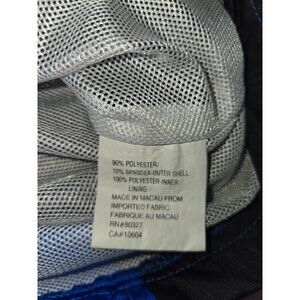 90% POLYESTER/
10% SPANDEX-OUTER SHELL
100% POLYESTER-INNER
LINING
MADE IN MACAU FROM
IMPORTED FABRIC
FABRIQUE AU MACAU
RN#60327
CA#10604